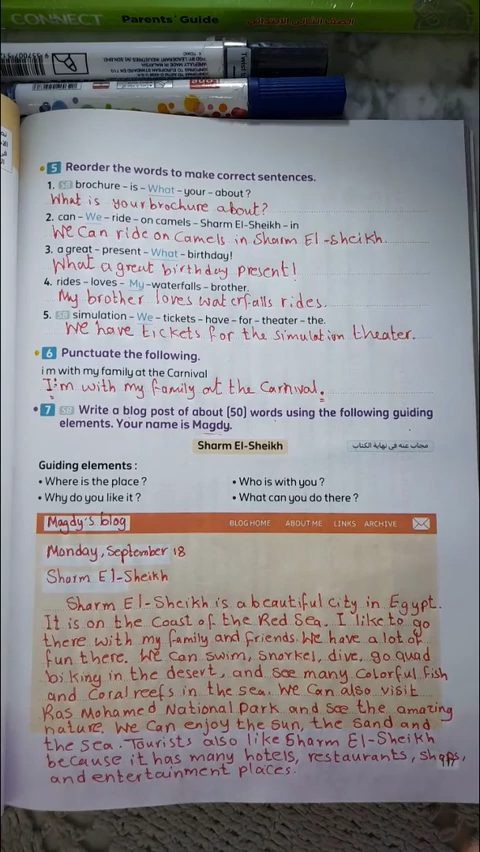 CONNECT Parents' Guide
5 Reorder the words to make correct sentences.
1. SB brochure – is – What – your – about ?
What is your brochure about?
2. can – We – ride – on camels – Sharm El-Sheikh – in
We Can ride on Camels in Sharm El-sheikh.
3. a great – present – What – birthday!
What a great birthday present!
4. rides – loves – My – waterfalls – brother.
My brother loves waterfalls rides.
5. SB simulation – We – tickets – have – for – theater – the.
We have tickets for the simulation theater.
6 Punctuate the following.
i m with my family at the Carnival
I'm with my family at the Carnival.
7 SB Write a blog post of about (50) words using the following guiding
elements. Your name is Magdy.
Sharm El-Sheikh
مجاب عنه في نهاية الكتاب
Guiding elements :
• Where is the place ? • Who is with you ?
• Why do you like it ? • What can you do there ?
Magdy's blog BLOG HOME ABOUT ME LINKS ARCHIVE
Monday, September 18
Sharm El-Sheikh
Sharm El-Sheikh is a beautiful city in Egypt.
It is on the Coast of the Red Sea. I like to go
there with my family and friends. We have a lot of
fun there. We can swim, snorkel, dive, go quad
biking in the desert, and see many Colorful fish
and Coral reefs in the sea. We can also visit
Ras Mohamed National Park and see the amazing
nature. We Can enjoy the sun, the sand and
the sea. Tourists also like Sharm El-Sheikh
because it has many hotels, restaurants, shops,
and entertainment places.